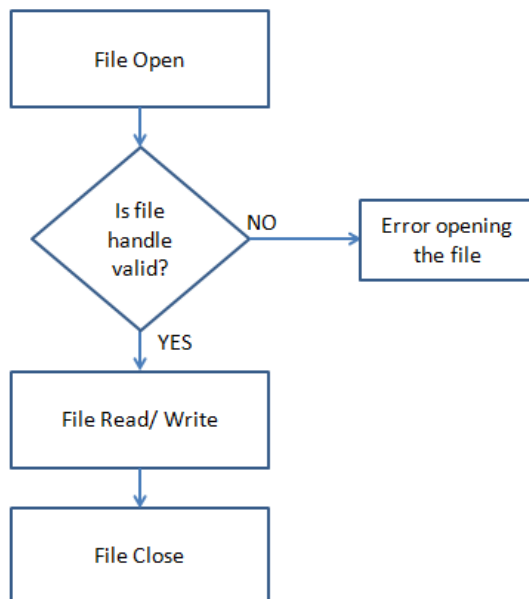 File Open
Is file
handle
valid?
NO
Error opening
the file
YES
File Read/ Write
File Close